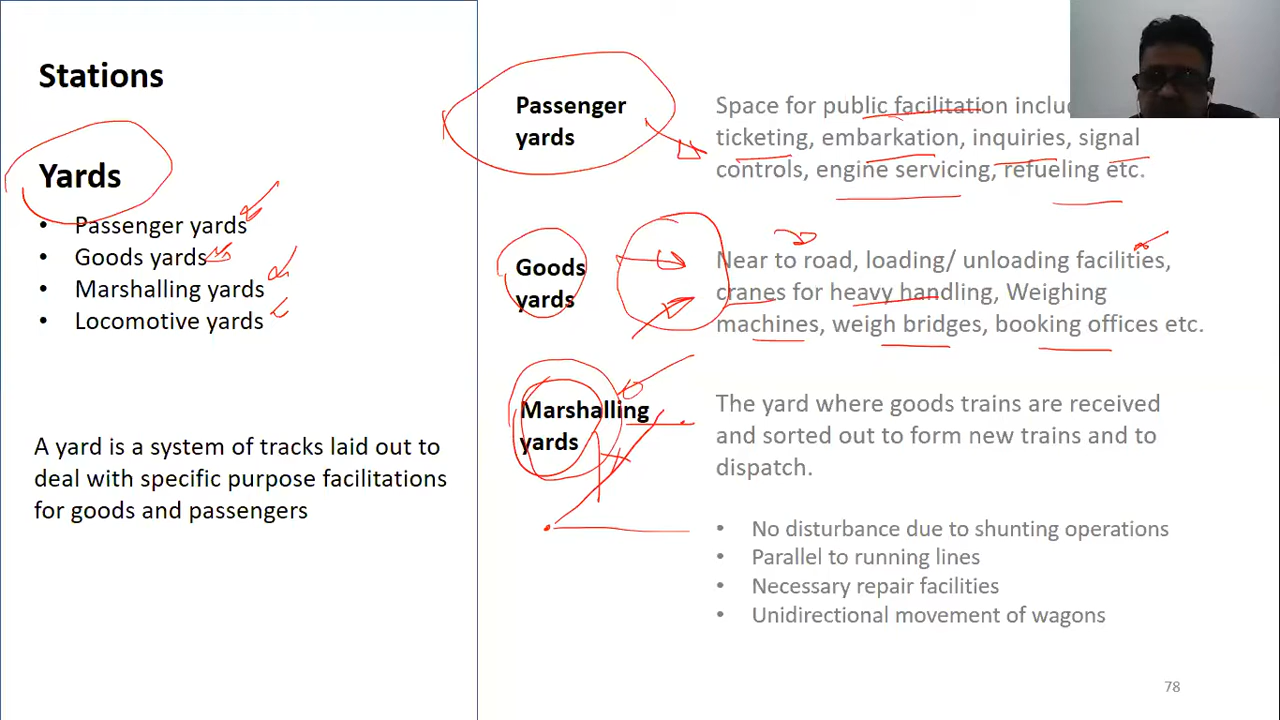 Stations
Yards
• Passenger yards
• Goods yards
• Marshalling yards
• Locomotive yards
A yard is a system of tracks laid out to
deal with specific purpose facilitations
for goods and passengers
Passenger
yards
Space for public facilitation
ticketing, embarkation, inquiries, signal
controls, engine servicing, refueling etc.
Goods
yards
Near to road, loading/ unloading facilities,
cranes for heavy handling, Weighing
machines, weigh bridges, booking offices etc.
Marshalling
yards
The yard where goods trains are received
and sorted out to form new trains and to
dispatch.
• No disturbance due to shunting operations
• Parallel to running lines
• Necessary repair facilities
• Unidirectional movement of wagons
78